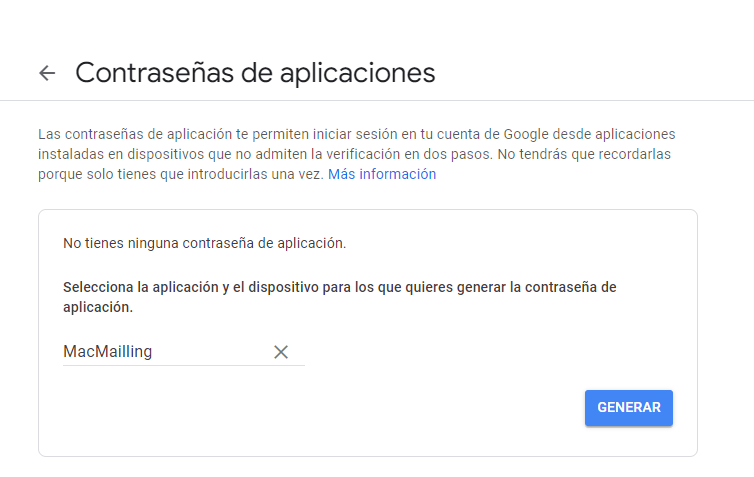 Contraseñas de aplicaciones
Las contraseñas de aplicación te permiten iniciar sesión en tu cuenta de Google desde aplicaciones
instaladas en dispositivos que no admiten la verificación en dos pasos. No tendrás que recordarlas
porque solo tienes que introducirlas una vez. Más información
No tienes ninguna contraseña de aplicación.
Selecciona la aplicación y el dispositivo para los que quieres generar la contraseña de
aplicación.
MacMailling
GENERAR